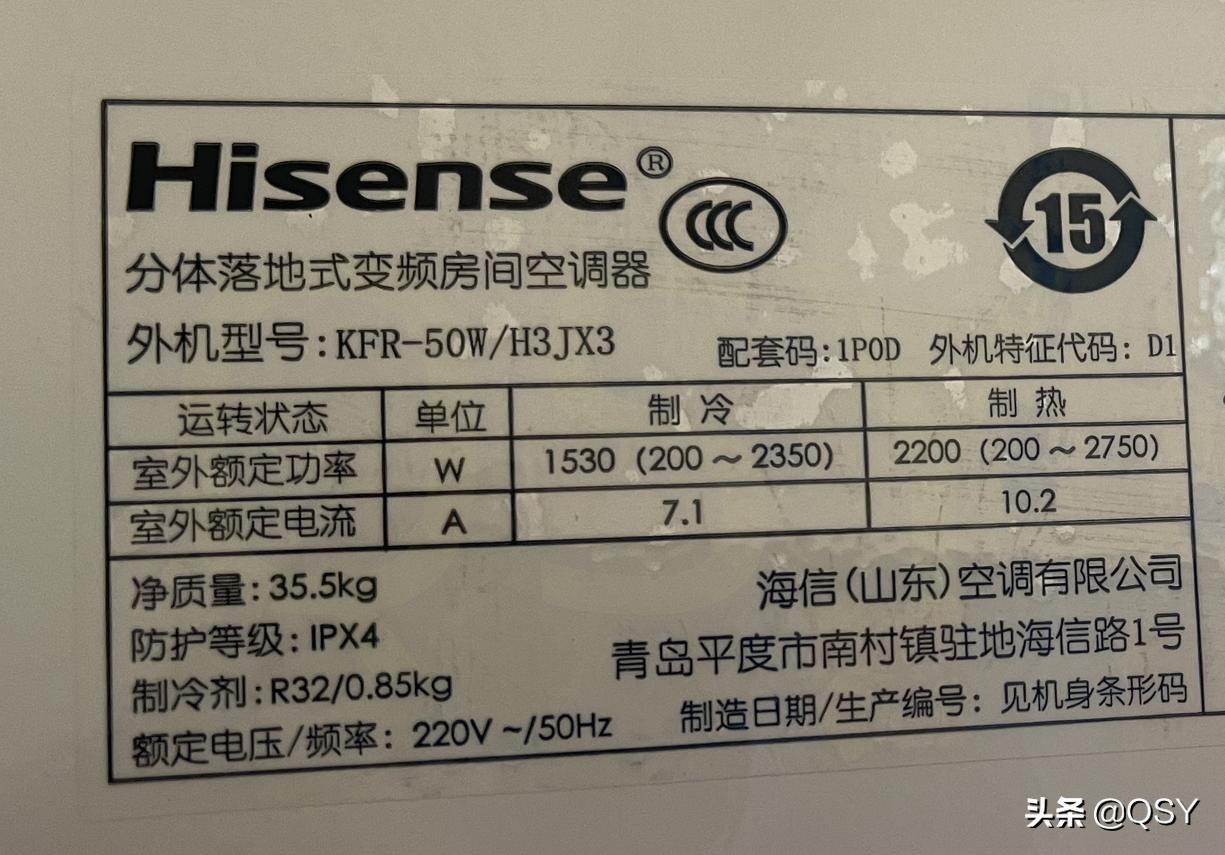 Hisense®
CCC
15
分体落地式变频房间空调器
外机型号:KFR-50W/H3JX3
配套码:1P0D 外机特征代码: D1
运转状态 单位 制 冷 制 热
室外额定功率 W 1530 (200～2350) 2200 (200～2750)
室外额定电流 A 7.1 10.2
净质量: 35.5kg
防护等级: IPX4
制冷剂: R32/0.85kg
额定电压/频率: 220V ~/50Hz
海信(山东)空调有限公司
青岛平度市南村镇驻地海信路1号
制造日期/生产编号: 见机身条形码
头条 @QSY